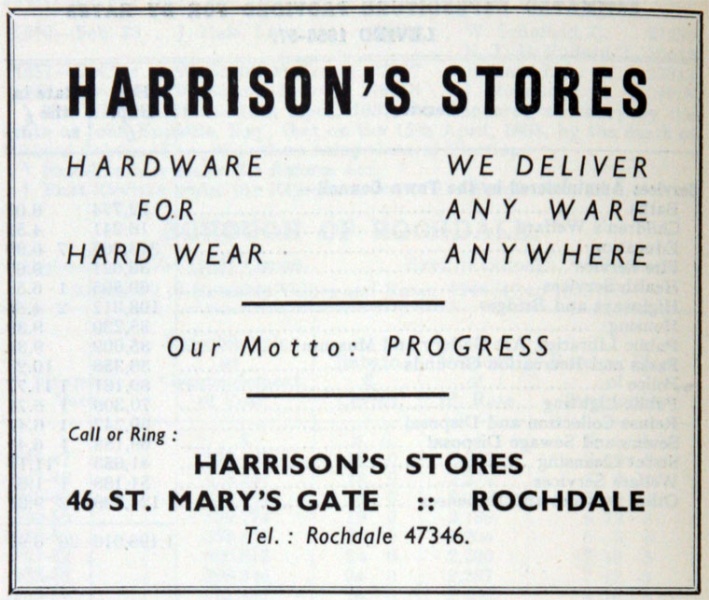 HARRISON'S STORES
HARDWARE
FOR
HARD WEAR
WE DELIVER
ANY WARE
ANYWHERE
Our Motto: PROGRESS
Call or Ring :
HARRISON'S STORES
46 ST. MARY'S GATE :: ROCHDALE
Tel. : Rochdale 47346.